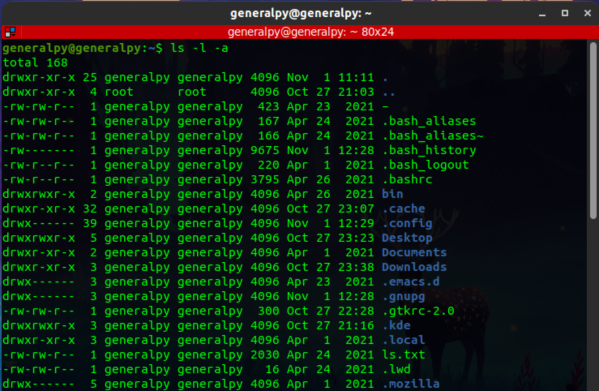 generalpy@generalpy: ~
generalpy@generalpy: ~ 80x24
generalpy@generalpy:~$ ls -l -a
total 168
drwxr-xr-x 25 generalpy generalpy 4096 Nov  1 11:11 .
drwxr-xr-x  4 root      root      4096 Oct 27 21:03 ..
-rw-rw-r--  1 generalpy generalpy  423 Apr 23  2021 ~
-rw-rw-r--  1 generalpy generalpy  167 Apr 24  2021 .bash_aliases
-rw-rw-r--  1 generalpy generalpy  166 Apr 24  2021 .bash_aliases~
-rw-------  1 generalpy generalpy 9675 Nov  1 12:28 .bash_history
-rw-r--r--  1 generalpy generalpy  220 Apr  1  2021 .bash_logout
-rw-rw-r--  1 generalpy generalpy 3795 Apr 26  2021 .bashrc
drwxrwxr-x  2 generalpy generalpy 4096 Apr 26  2021 bin
drwxr-xr-x 32 generalpy generalpy 4096 Oct 27 23:07 .cache
drwx------ 39 generalpy generalpy 4096 Nov  1 12:29 .config
drwxrwxr-x  5 generalpy generalpy 4096 Oct 27 23:23 Desktop
drwxr-xr-x  2 generalpy generalpy 4096 Apr  1  2021 Documents
drwxr-xr-x  3 generalpy generalpy 4096 Oct 27 23:38 Downloads
drwx------  3 generalpy generalpy 4096 Apr 23  2021 .emacs.d
drwx------  3 generalpy generalpy 4096 Nov  1 12:28 .gnupg
-rw-rw-r--  1 generalpy generalpy  300 Oct 27 22:28 .gtkrc-2.0
drwxrwxr-x  3 generalpy generalpy 4096 Oct 27 21:16 .kde
drwxr-xr-x  3 generalpy generalpy 4096 Apr  1  2021 .local
-rw-rw-r--  1 generalpy generalpy 2030 Apr 24  2021 ls.txt
-rw-rw-r--  1 generalpy generalpy   16 Apr 24  2021 .lwd
drwx------  5 generalpy generalpy 4096 Apr  1  2021 .mozilla